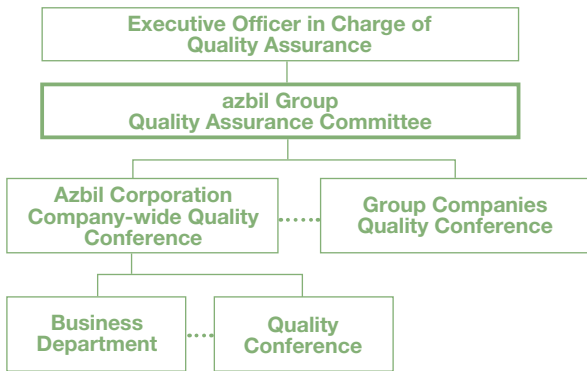 Executive Officer in Charge of
Quality Assurance
azbil Group
Quality Assurance Committee
Azbil Corporation
Company-wide Quality
Conference
Group Companies
Quality Conference
Business
Department
Quality
Conference